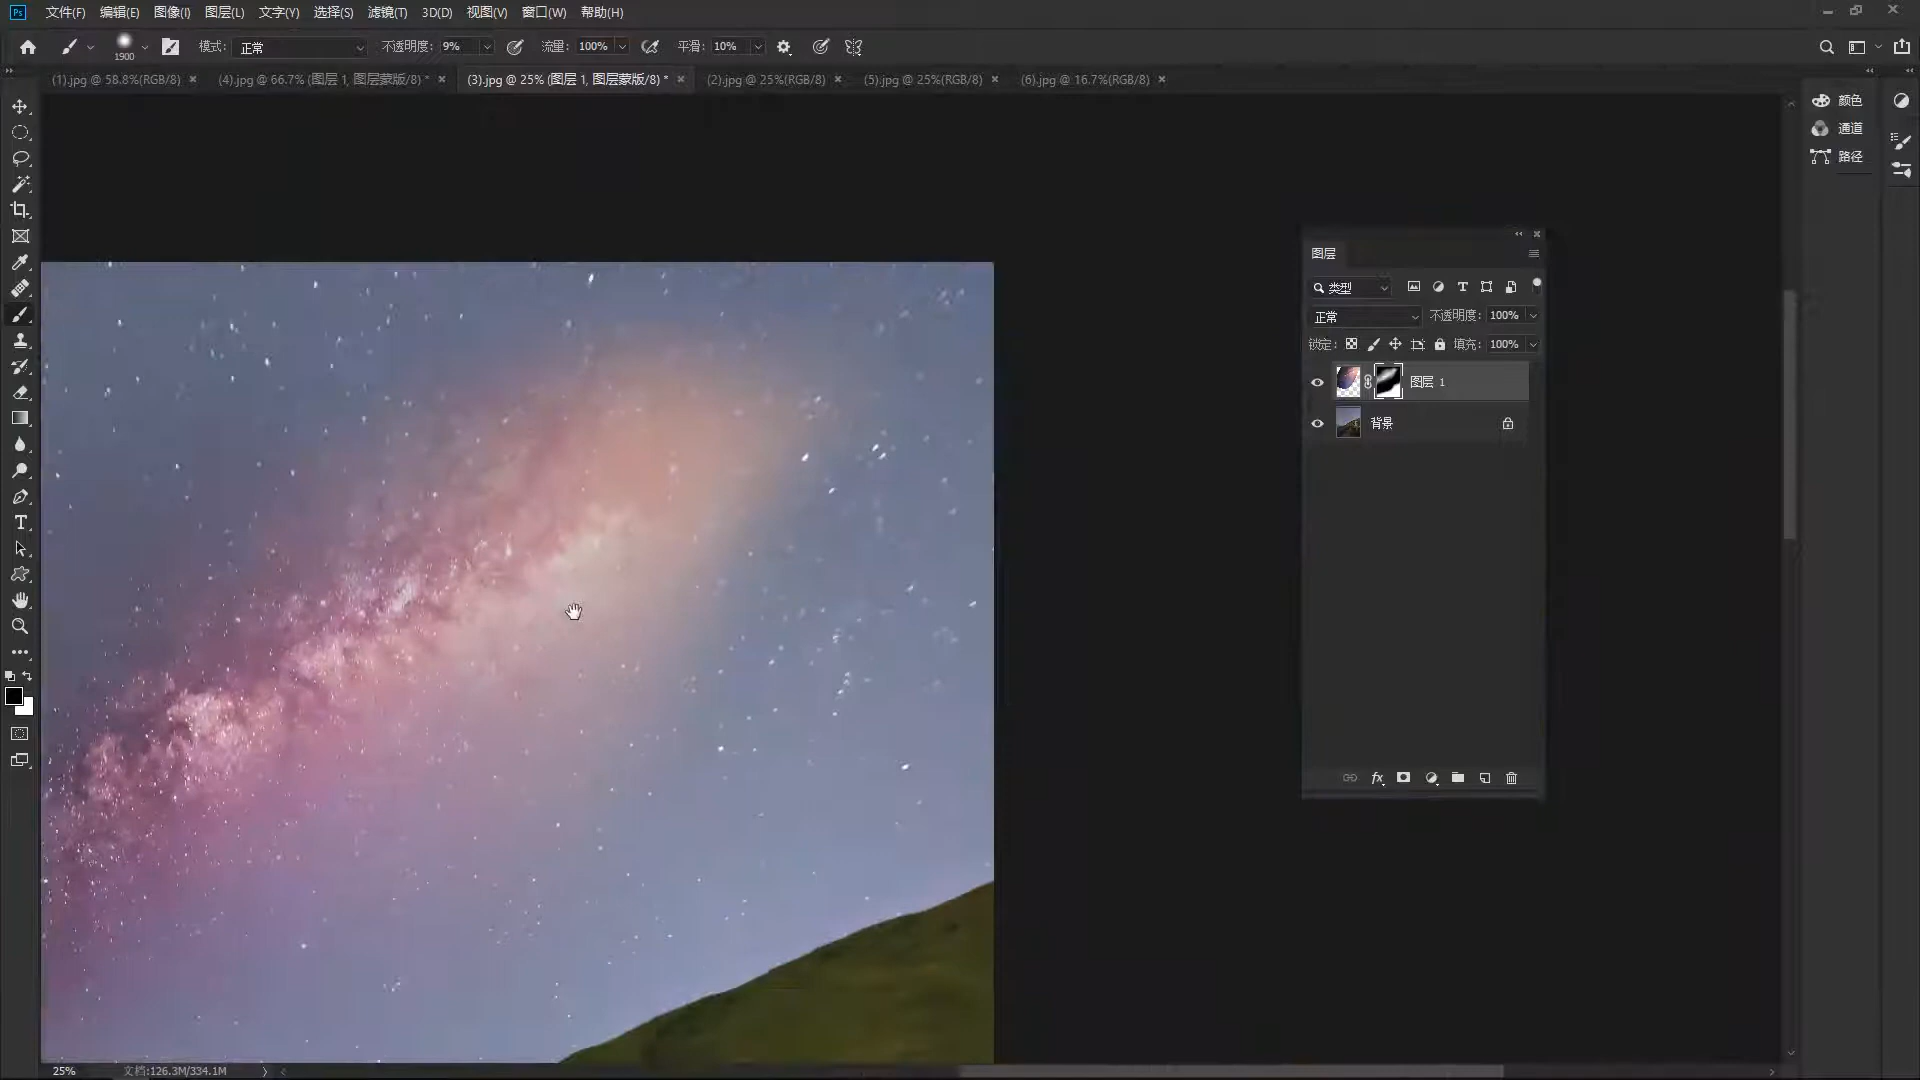 Ps 文件(F) 编辑(E) 图像(I) 图层(L) 文字(Y) 选择(S) 滤镜(T) 3D(D) 视图(V) 窗口(W) 帮助(H)
1900 模式: 正常 不透明度: 9% 流量: 100% 平滑: 10%
(1).jpg @ 58.8%(RGB/8) × (4).jpg @ 66.7% (图层 1, 图层蒙版/8) * × (3).jpg @ 25% (图层 1, 图层蒙版/8) * × (2).jpg @ 25%(RGB/8) × (5).jpg @ 25%(RGB/8) × (6).jpg @ 16.7%(RGB/8) ×
颜色
通道
路径
图层
类型
正常 不透明度: 100%
锁定: 填充: 100%
图层 1
背景
fx
25% 文档:126.3M/334.1M